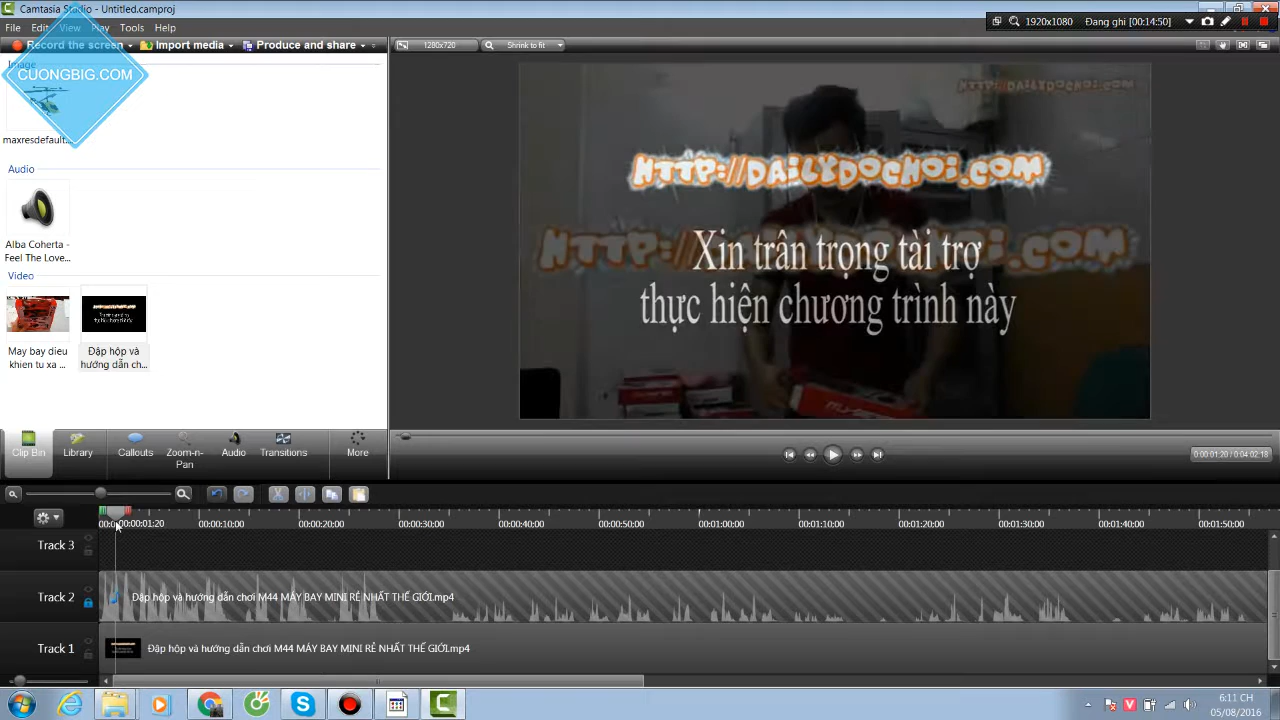 Camtasia Studio - Untitled.camproj
1920x1080 Đang ghi [00:14:50]
File Edit View Play Tools Help
Record the screen Import media Produce and share
1280x720 Shrink to fit
Image
CUONGBIG.COM
maxresdefault...
Audio
Alba Coherta -
Feel The Love...
Video
May bay dieu
khien tu xa ...
Đập hộp và
hướng dẫn ch...
HTTP://DAILYDOCHOI.COM
HTTP://DAILYDOCHOI.COM
HTTP://DAILYDOCHOI.COM
Xin trân trọng tài trợ
thực hiện chương trình này
Clip Bin Library Callouts Zoom-n-Pan Audio Transitions More
0:00:01:20 / 0:04:02:18
00:00:01:20 00:00:10:00 00:00:20:00 00:00:30:00 00:00:40:00 00:00:50:00 00:01:00:00 00:01:10:00 00:01:20:00 00:01:30:00 00:01:40:00 00:01:50:00
Track 3
Track 2 Đập hộp và hướng dẫn chơi M44 MÁY BAY MINI RẺ NHẤT THẾ GIỚI.mp4
Track 1 Đập hộp và hướng dẫn chơi M44 MÁY BAY MINI RẺ NHẤT THẾ GIỚI.mp4
6:11 CH
05/08/2016